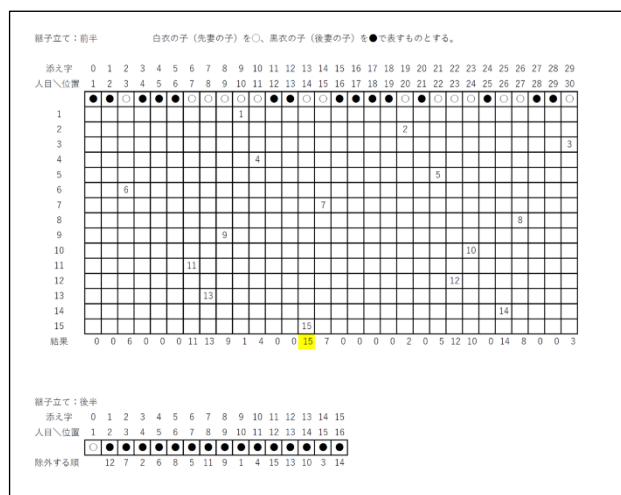 継子立て：前半 白衣の子（先妻の子）を○、黒衣の子（後妻の子）を●で表すものとする。
添え字 0 1 2 3 4 5 6 7 8 9 10 11 12 13 14 15 16 17 18 19 20 21 22 23 24 25 26 27 28 29
人目＼位置 1 2 3 4 5 6 7 8 9 10 11 12 13 14 15 16 17 18 19 20 21 22 23 24 25 26 27 28 29 30
●●○●●●○○○○○●●○○●●●●○●○○○●○○●●○
1 1
2 2
3 3
4 4
5 5
6 6
7 7
8 8
9 9
10 10
11 11
12 12
13 13
14 14
15 15
結果 0 0 6 0 0 0 11 13 9 1 4 0 0 15 7 0 0 0 0 2 0 5 12 10 0 14 8 0 0 3
継子立て：後半
添え字 0 1 2 3 4 5 6 7 8 9 10 11 12 13 14 15
人目＼位置 1 2 3 4 5 6 7 8 9 10 11 12 13 14 15 16
○●●●●●●●●●●●●●●●
除外する順 12 7 2 6 8 5 11 9 1 4 15 13 10 3 14